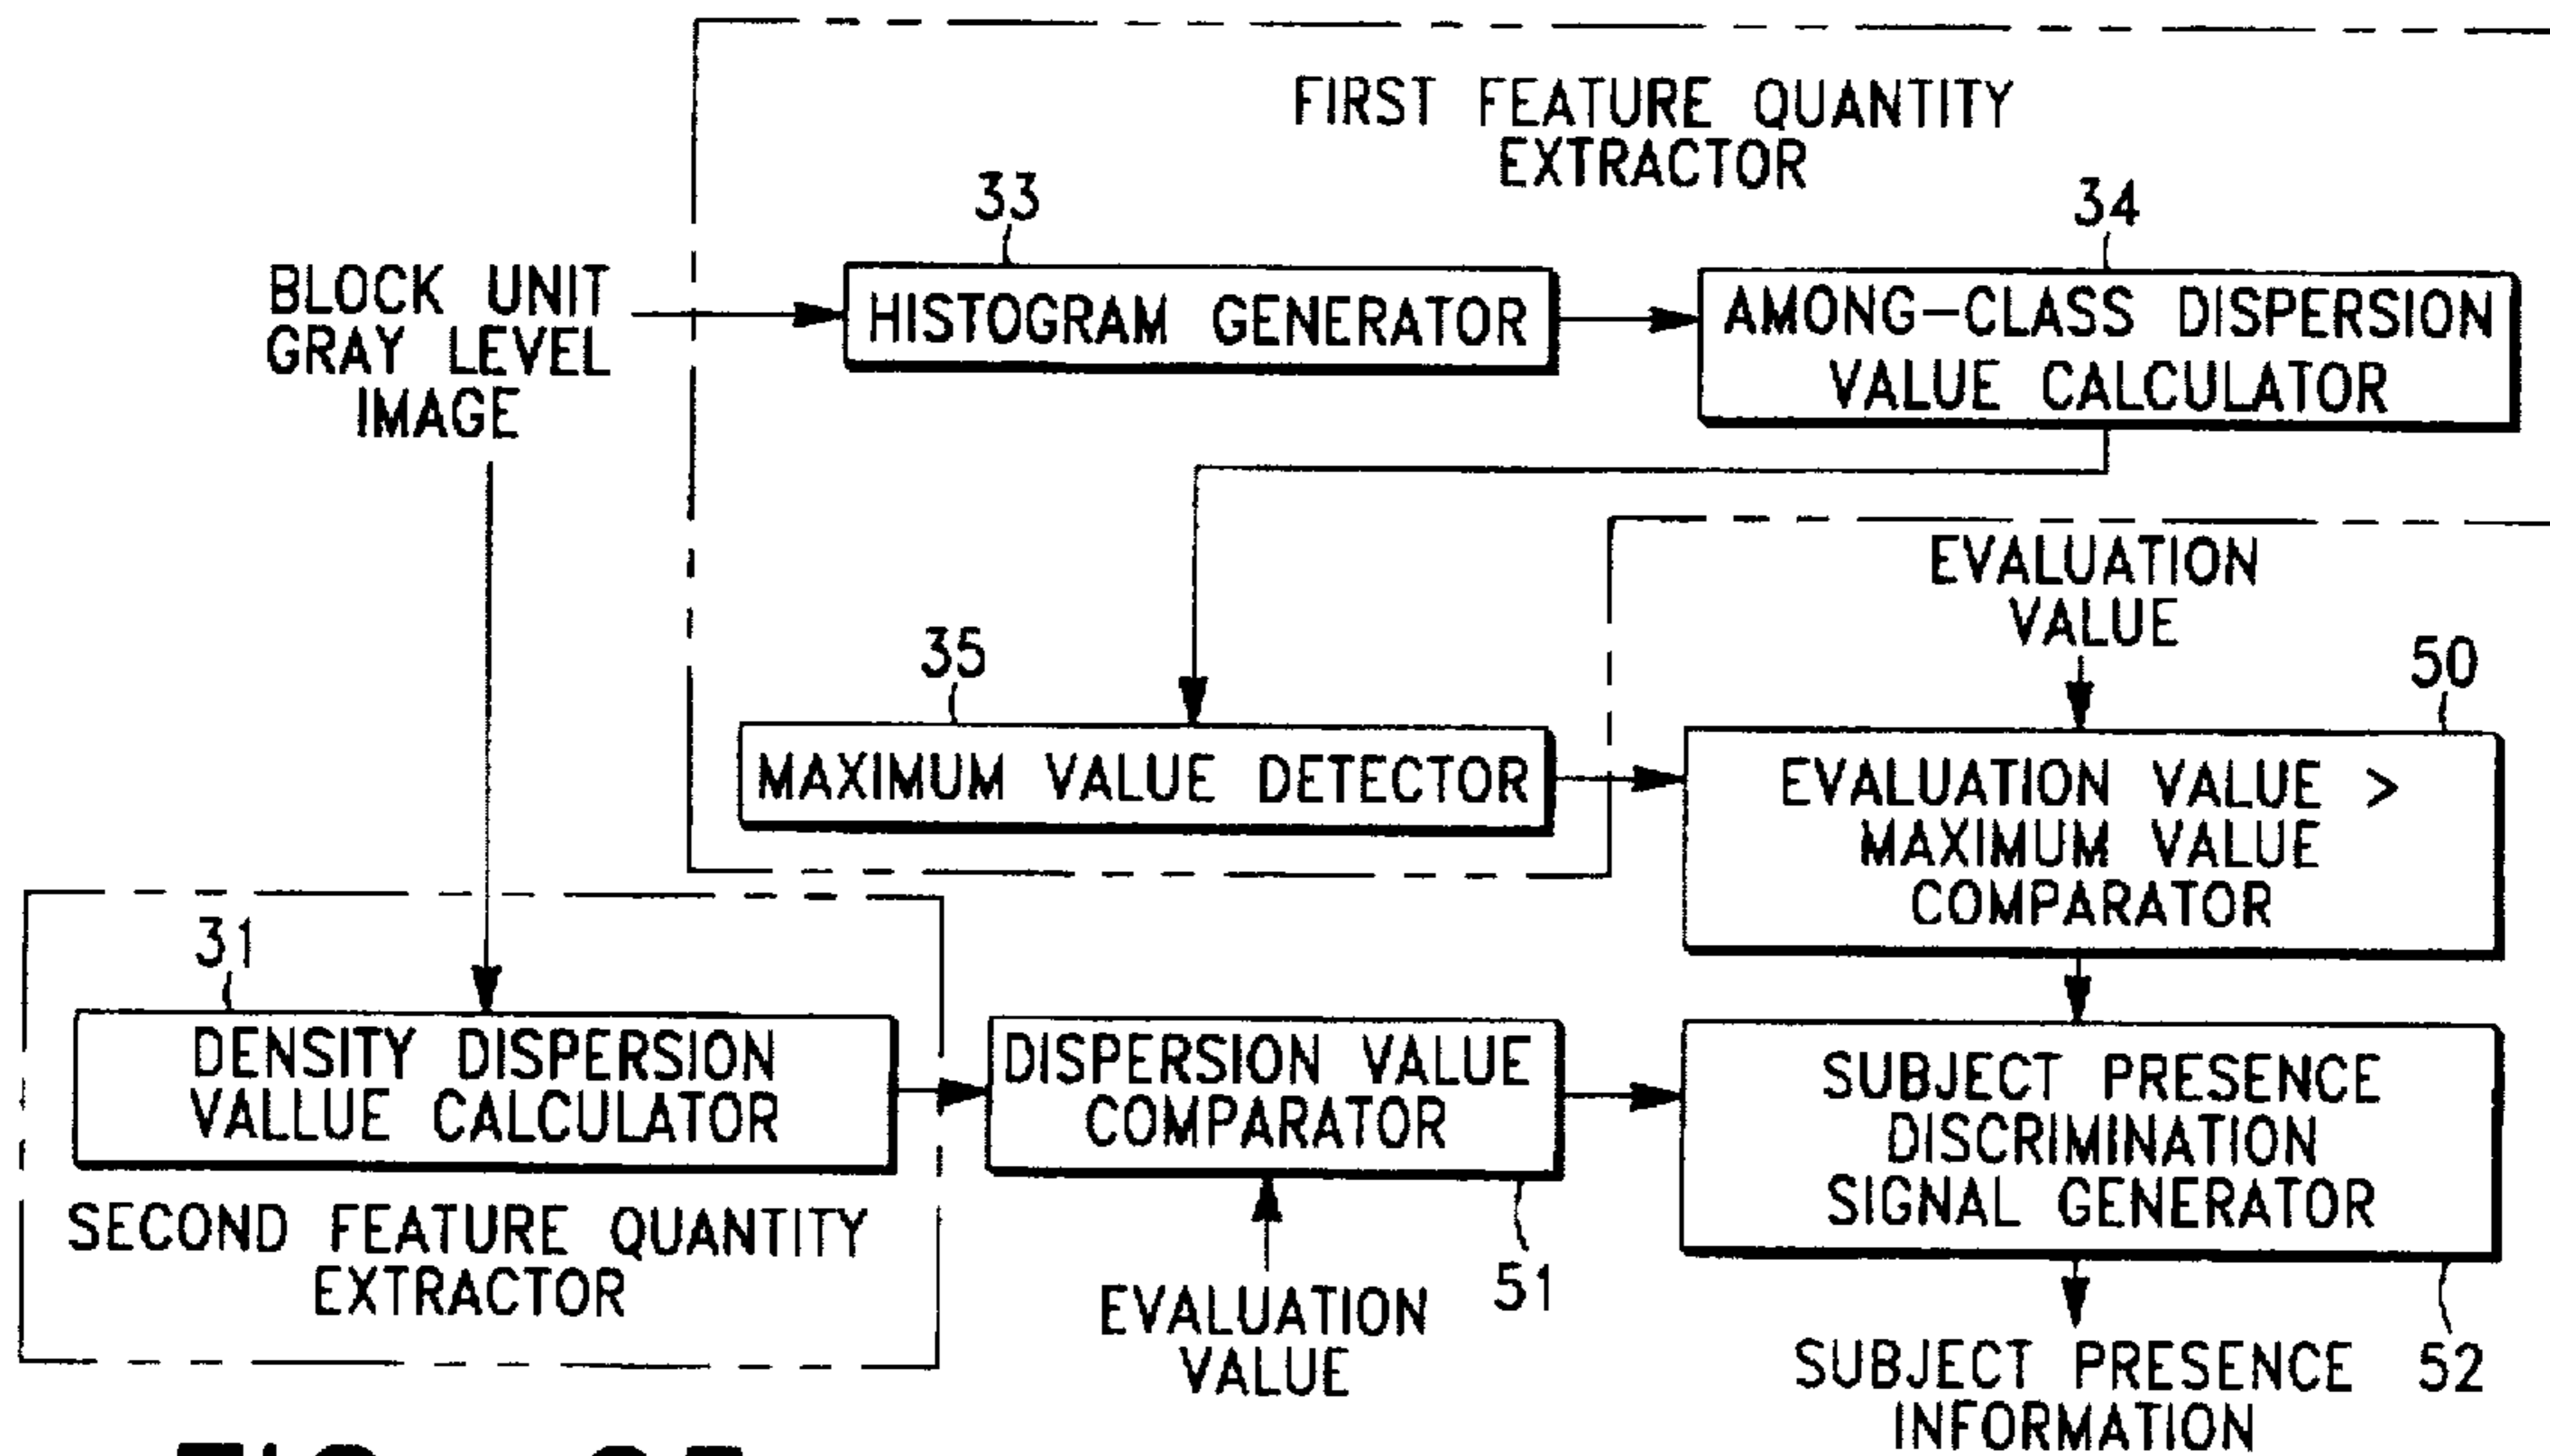 FIRST FEATURE QUANTITY
EXTRACTOR
33
34
BLOCK UNIT
GRAY LEVEL
IMAGE
HISTOGRAM GENERATOR
AMONG-CLASS DISPERSION
VALUE CALCULATOR
EVALUATION
VALUE
35
50
MAXIMUM VALUE DETECTOR
EVALUATION VALUE >
MAXIMUM VALUE
COMPARATOR
31
DENSITY DISPERSION
VALLUE CALCULATOR
DISPERSION VALUE
COMPARATOR
SUBJECT PRESENCE
DISCRIMINATION
SIGNAL GENERATOR
SECOND FEATURE QUANTITY
EXTRACTOR
EVALUATION
VALUE
51
52
SUBJECT PRESENCE
INFORMATION